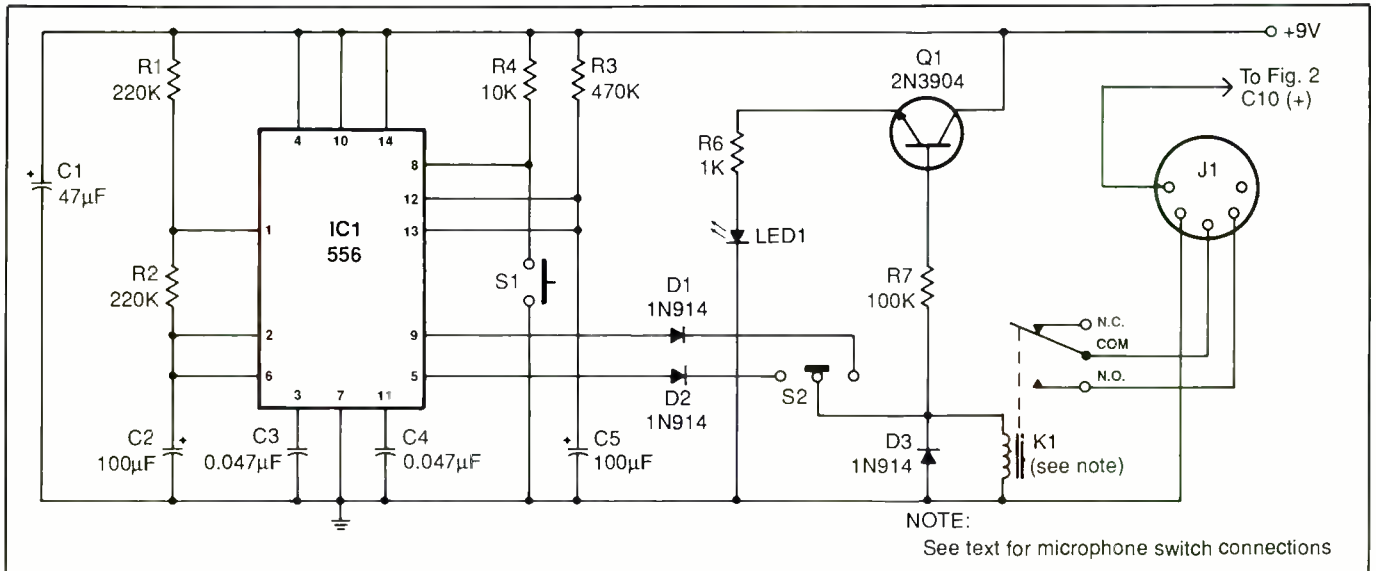 +9V
R1
220K
R4
10K
R3
470K
Q1
2N3904
To Fig. 2
C10 (+)
4 10 14
J1
R6
1K
+
C1
47µF
8
12
13
1
IC1
556
LED1
S1
R2
220K
R7
100K
D1
1N914
N.C.
COM
N.O.
2
9
6
5
S2
D2
1N914
3 7 11
C2
100µF
+
C3
0.047µF
C4
0.047µF
+
C5
100µF
D3
1N914
K1
(see note)
NOTE:
See text for microphone switch connections